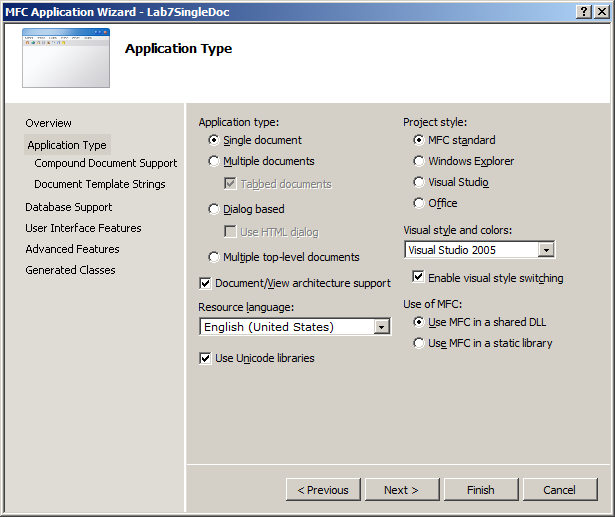 MFC Application Wizard - Lab7SingleDoc
Application Type
Overview
Application Type
Compound Document Support
Document Template Strings
Database Support
User Interface Features
Advanced Features
Generated Classes
Application type:
Single document
Multiple documents
Tabbed documents
Dialog based
Use HTML dialog
Multiple top-level documents
Document/View architecture support
Resource language:
English (United States)
Use Unicode libraries
Project style:
MFC standard
Windows Explorer
Visual Studio
Office
Visual style and colors:
Visual Studio 2005
Enable visual style switching
Use of MFC:
Use MFC in a shared DLL
Use MFC in a static library
< Previous
Next >
Finish
Cancel